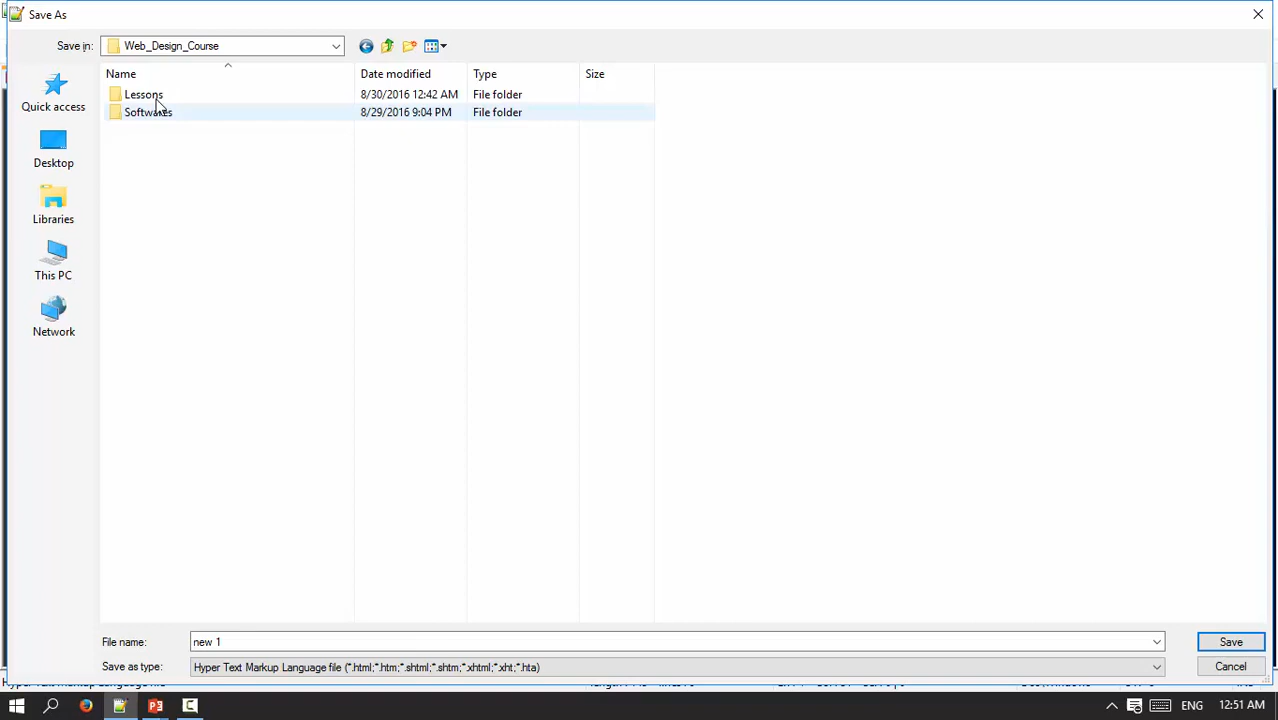 Save As
Save in: Web_Design_Course
Name Date modified Type Size
Lessons 8/30/2016 12:42 AM File folder
Softwares 8/29/2016 9:04 PM File folder
Quick access
Desktop
Libraries
This PC
Network
File name: new 1 Save
Save as type: Hyper Text Markup Language file (*.html;*.htm;*.shtml;*.shtm;*.xhtml;*.xht;*.hta) Cancel
ENG 12:51 AM